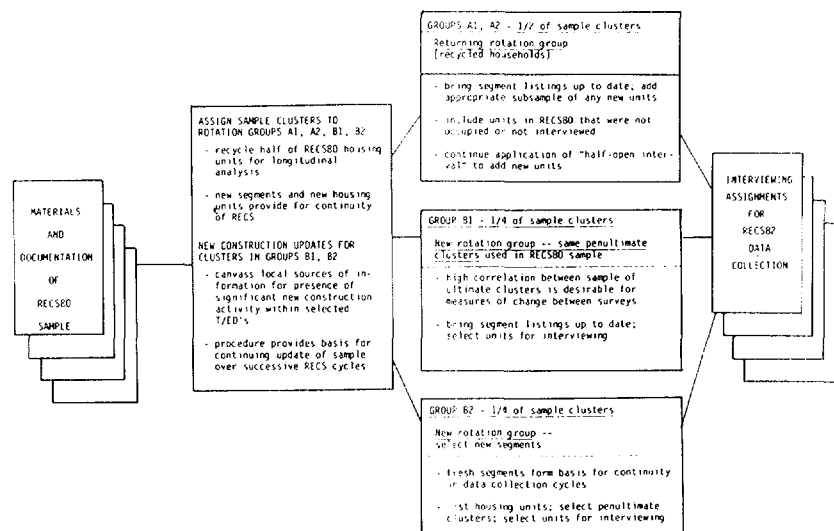 MATERIALS
AND
DOCUMENTATION
OF
RECS80
SAMPLE
ASSIGN SAMPLE CLUSTERS TO
ROTATION GROUPS A1, A2, B1, B2
- recycle half of RECS80 housing
units for longitudinal
analysis
- new segments and new housing
units provide for continuity
of RECS
NEW CONSTRUCTION UPDATES FOR
CLUSTERS IN GROUPS B1, B2
- canvass local sources of in-
formation for presence of
significant new construction
activity within selected
T/ED's
- procedure provides basis for
continuing update of sample
over successive RECS cycles
GROUPS A1, A2 - 1/2 of sample clusters
Returning rotation group
[recycled households]
- bring segment listings up to date; add
appropriate subsample of any new units
- include units in RECS80 that were not
occupied or not interviewed
- continue application of "half-open inter-
val" to add new units
GROUP B1 - 1/4 of sample clusters
New rotation group -- same penultimate
clusters used in RECS80 sample
- high correlation between sample of
ultimate clusters is desirable for
measures of change between surveys
- bring segment listings up to date;
select units for interviewing
GROUP B2 - 1/4 of sample clusters
New rotation group --
select new segments
- fresh segments form basis for continuity
in data collection cycles
- list housing units; select penultimate
clusters; select units for interviewing
INTERVIEWING
ASSIGNMENTS
FOR
RECS82
DATA
COLLECTION